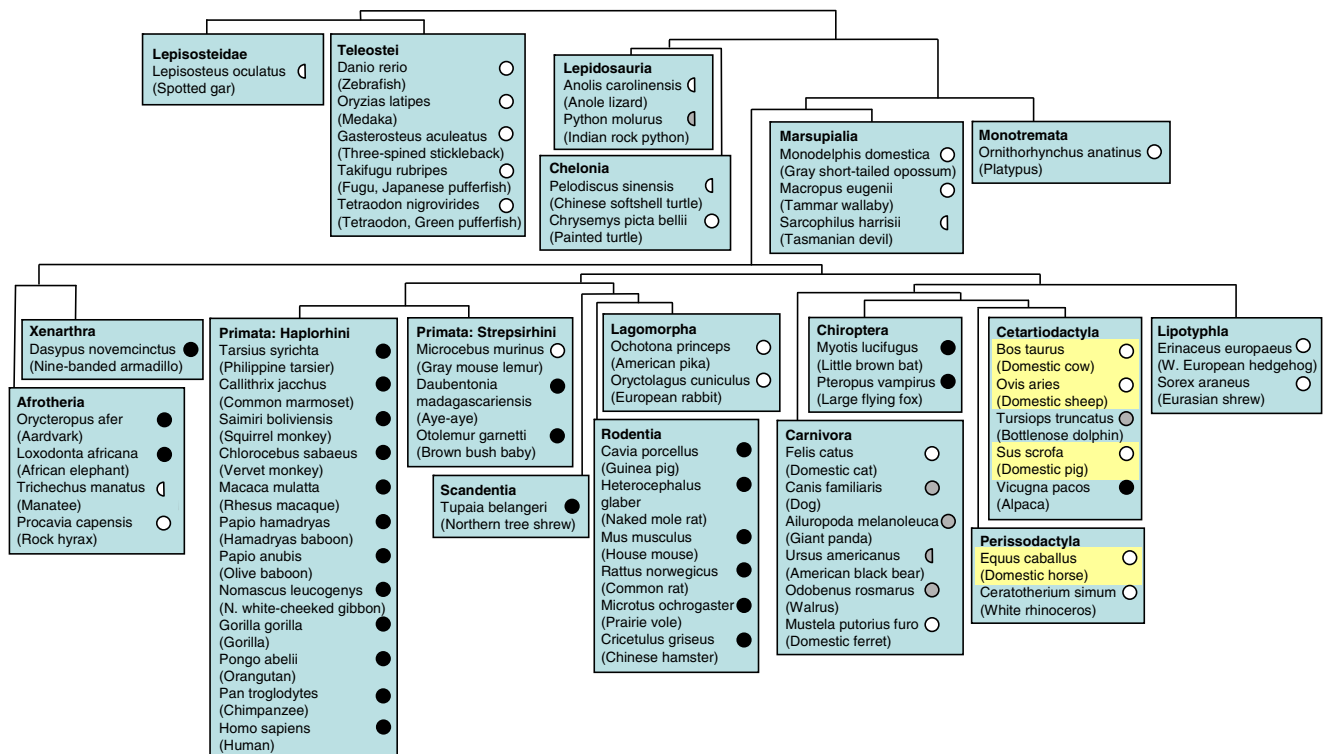 Lepisosteidae
Lepisosteus oculatus
(Spotted gar)
Teleostei
Danio rerio
(Zebrafish)
Oryzias latipes
(Medaka)
Gasterosteus aculeatus
(Three-spined stickleback)
Takifugu rubripes
(Fugu, Japanese pufferfish)
Tetraodon nigrovirides
(Tetraodon, Green pufferfish)
Lepidosauria
Anolis carolinensis
(Anole lizard)
Python molurus
(Indian rock python)
Chelonia
Pelodiscus sinensis
(Chinese softshell turtle)
Chrysemys picta bellii
(Painted turtle)
Marsupialia
Monodelphis domestica
(Gray short-tailed opossum)
Macropus eugenii
(Tammar wallaby)
Sarcophilus harrisii
(Tasmanian devil)
Monotremata
Ornithorhynchus anatinus
(Platypus)
Xenarthra
Dasypus novemcinctus
(Nine-banded armadillo)
Afrotheria
Orycteropus afer
(Aardvark)
Loxodonta africana
(African elephant)
Trichechus manatus
(Manatee)
Procavia capensis
(Rock hyrax)
Primata: Haplorhini
Tarsius syrichta
(Philippine tarsier)
Callithrix jacchus
(Common marmoset)
Saimiri boliviensis
(Squirrel monkey)
Chlorocebus sabaeus
(Vervet monkey)
Macaca mulatta
(Rhesus macaque)
Papio hamadryas
(Hamadryas baboon)
Papio anubis
(Olive baboon)
Nomascus leucogenys
(N. white-cheeked gibbon)
Gorilla gorilla
(Gorilla)
Pongo abelii
(Orangutan)
Pan troglodytes
(Chimpanzee)
Homo sapiens
(Human)
Primata: Strepsirhini
Microcebus murinus
(Gray mouse lemur)
Daubentonia
madagascariensis
(Aye-aye)
Otolemur garnetti
(Brown bush baby)
Scandentia
Tupaia belangeri
(Northern tree shrew)
Lagomorpha
Ochotona princeps
(American pika)
Oryctolagus cuniculus
(European rabbit)
Rodentia
Cavia porcellus
(Guinea pig)
Heterocephalus
glaber
(Naked mole rat)
Mus musculus
(House mouse)
Rattus norwegicus
(Common rat)
Microtus ochrogaster
(Prairie vole)
Cricetulus griseus
(Chinese hamster)
Chiroptera
Myotis lucifugus
(Little brown bat)
Pteropus vampirus
(Large flying fox)
Carnivora
Felis catus
(Domestic cat)
Canis familiaris
(Dog)
Ailuropoda melanoleuca
(Giant panda)
Ursus americanus
(American black bear)
Odobenus rosmarus
(Walrus)
Mustela putorius furo
(Domestic ferret)
Cetartiodactyla
Bos taurus
(Domestic cow)
Ovis aries
(Domestic sheep)
Tursiops truncatus
(Bottlenose dolphin)
Sus scrofa
(Domestic pig)
Vicugna pacos
(Alpaca)
Perissodactyla
Equus caballus
(Domestic horse)
Ceratotherium simum
(White rhinoceros)
Lipotyphla
Erinaceus europaeus
(W. European hedgehog)
Sorex araneus
(Eurasian shrew)